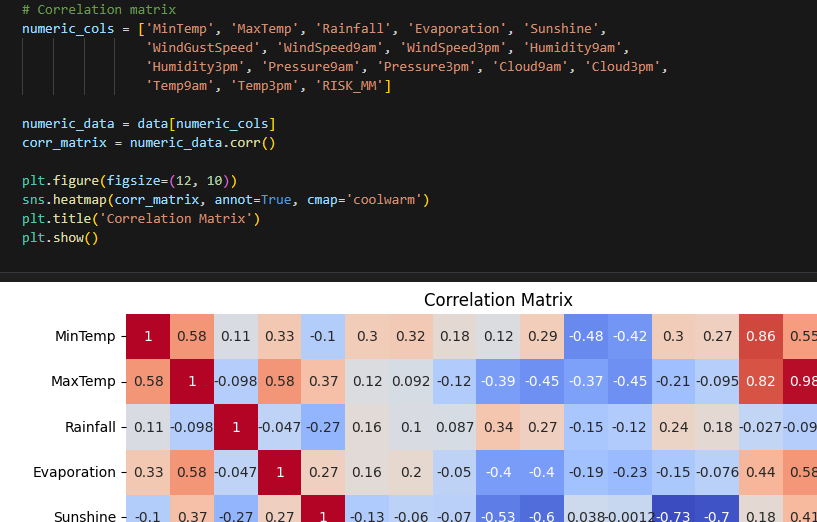 # Correlation matrix
numeric_cols = ['MinTemp', 'MaxTemp', 'Rainfall', 'Evaporation', 'Sunshine',
'WindGustSpeed', 'WindSpeed9am', 'WindSpeed3pm', 'Humidity9am',
'Humidity3pm', 'Pressure9am', 'Pressure3pm', 'Cloud9am', 'Cloud3pm',
'Temp9am', 'Temp3pm', 'RISK_MM']
numeric_data = data[numeric_cols]
corr_matrix = numeric_data.corr()
plt.figure(figsize=(12, 10))
sns.heatmap(corr_matrix, annot=True, cmap='coolwarm')
plt.title('Correlation Matrix')
plt.show()
Correlation Matrix
MinTemp 1 0.58 0.11 0.33 -0.1 0.3 0.32 0.18 0.12 0.29 -0.48 -0.42 0.3 0.27 0.86 0.55
MaxTemp 0.58 1 -0.098 0.58 0.37 0.12 0.092 -0.12 -0.39 -0.45 -0.37 -0.45 -0.21 -0.095 0.82 0.98
Rainfall 0.11 -0.098 1 -0.047 -0.27 0.16 0.1 0.087 0.34 0.27 -0.15 -0.12 0.24 0.18 -0.027 -0.09
Evaporation 0.33 0.58 -0.047 1 0.27 0.16 0.2 -0.05 -0.4 -0.4 -0.19 -0.23 -0.15 -0.076 0.44 0.58
Sunshine -0.1 0.37 -0.27 0.27 1 -0.13 -0.06 -0.07 -0.53 -0.6 0.038 -0.0012 -0.73 -0.7 0.18 0.41